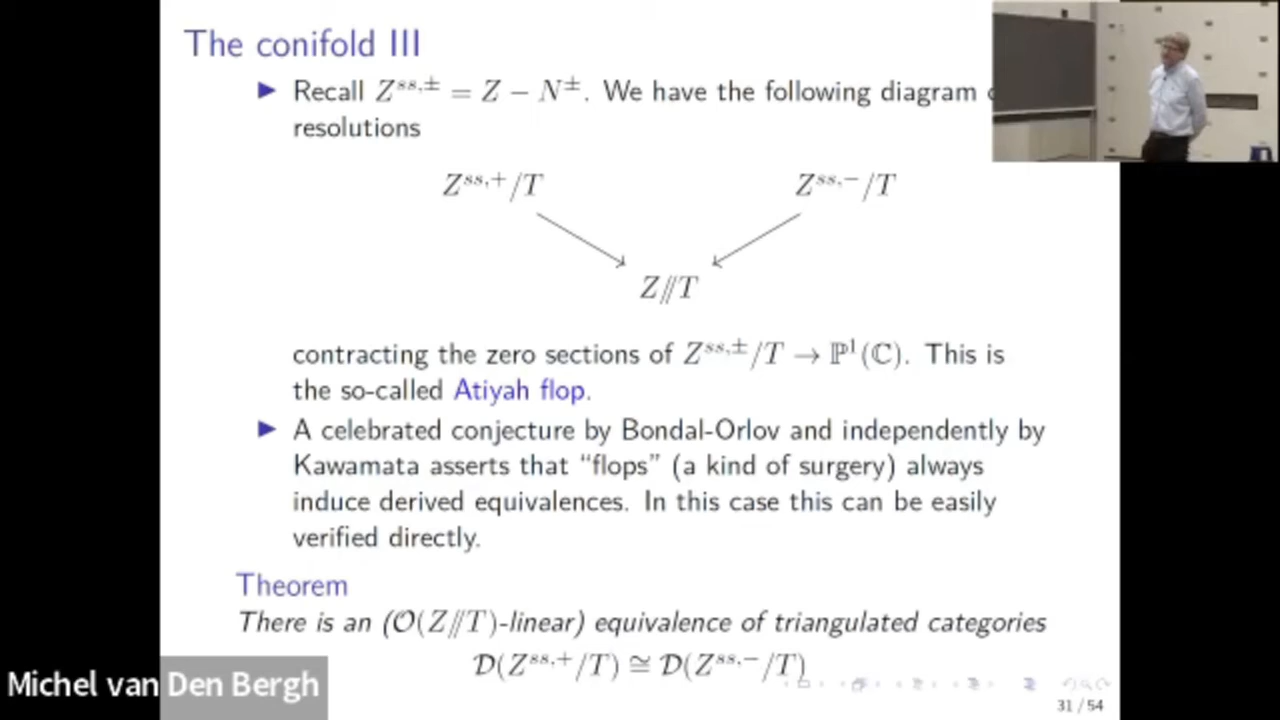 The conifold III
▶ Recall Z^{ss,±} = Z − N^±. We have the following diagram
resolutions
Z^{ss,+}/T Z^{ss,−}/T
Z//T
contracting the zero sections of Z^{ss,±}/T → ℙ¹(ℂ). This is
the so-called Atiyah flop.
▶ A celebrated conjecture by Bondal-Orlov and independently by
Kawamata asserts that “flops” (a kind of surgery) always
induce derived equivalences. In this case this can be easily
verified directly.
Theorem
There is an (𝒪(Z//T)-linear) equivalence of triangulated categories
𝒟(Z^{ss,+}/T) ≅ 𝒟(Z^{ss,−}/T)
Michel van Den Bergh
31 / 54